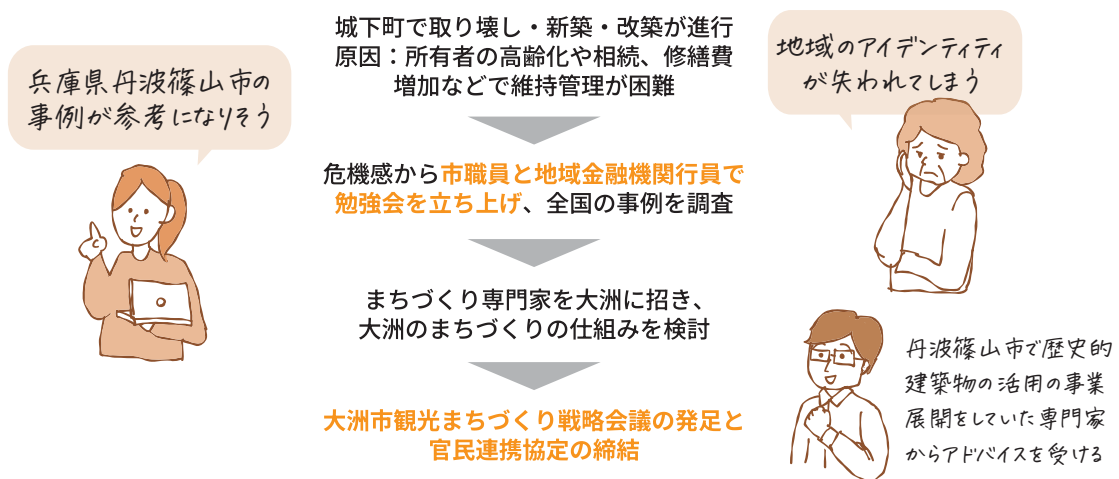 城下町で取り壊し・新築・改築が進行
原因：所有者の高齢化や相続、修繕費
増加などで維持管理が困難
地域のアイデンティティ
が失われてしまう
兵庫県丹波篠山市の
事例が参考になりそう
危機感から市職員と地域金融機関行員で
勉強会を立ち上げ、全国の事例を調査
まちづくり専門家を大洲に招き、
大洲のまちづくりの仕組みを検討
丹波篠山市で歴史的
建築物の活用の事業
展開をしていた専門家
からアドバイスを受ける
大洲市観光まちづくり戦略会議の発足と
官民連携協定の締結